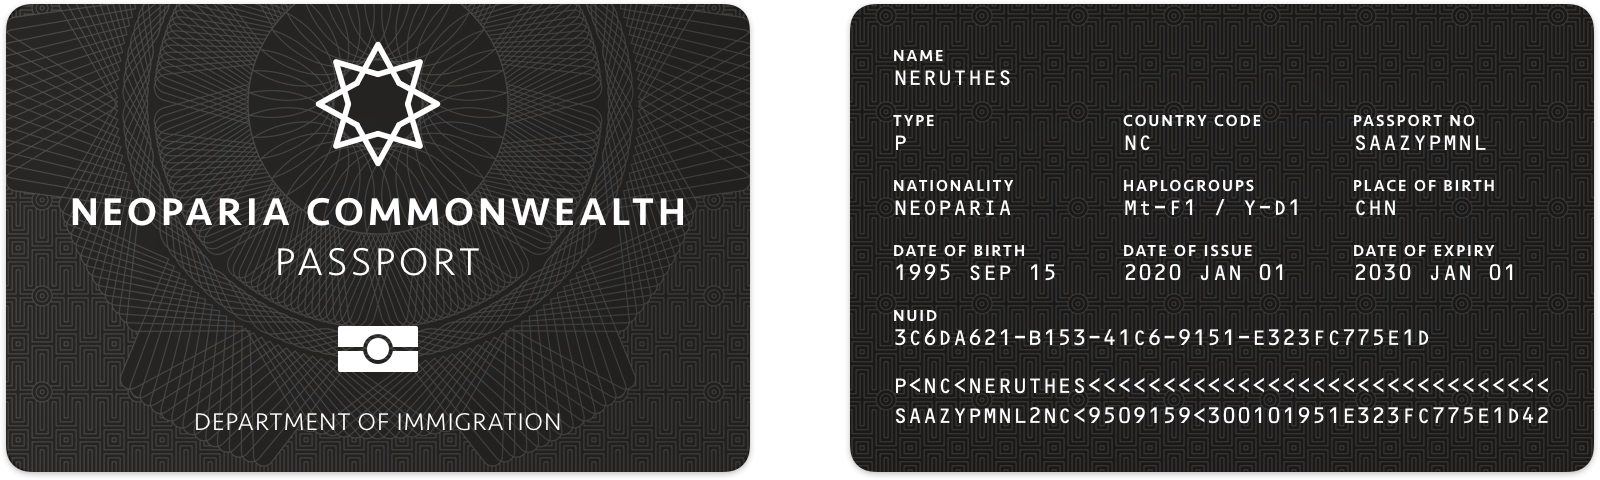 NEOPARIA COMMONWEALTH
PASSPORT
DEPARTMENT OF IMMIGRATION
NAME
NERUTHES
TYPE COUNTRY CODE PASSPORT NO
P NC SAAZYPMNL
NATIONALITY HAPLOGROUPS PLACE OF BIRTH
NEOPARIA Mt-F1 / Y-D1 CHN
DATE OF BIRTH DATE OF ISSUE DATE OF EXPIRY
1995 SEP 15 2020 JAN 01 2030 JAN 01
NUID
3C6DA621-B153-41C6-9151-E323FC775E1D
P<NC<NERUTHES<<<<<<<<<<<<<<<<<<<<<<<<<<<<<<<
SAAZYPMNL2NC<9509159<300101951E323FC775E1D42